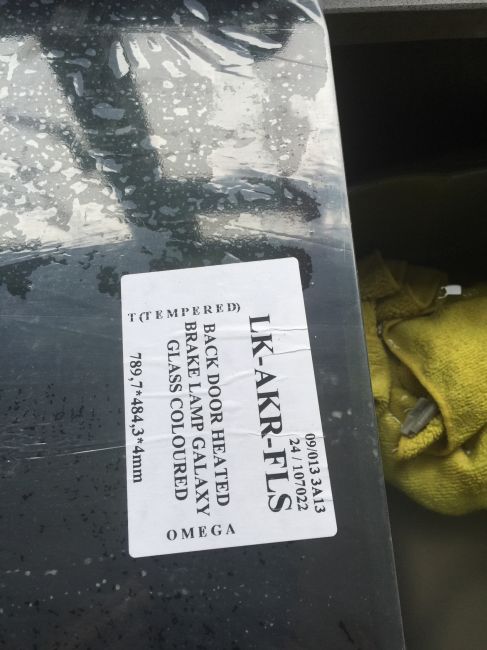 09/013 3A13
24 / 107022
LK-AKR-FLS
BACK DOOR HEATED
BRAKE LAMP GALAXY
GLASS COLOURED
789,7*484,3*4mm
T (TEMPERED)
OMEGA